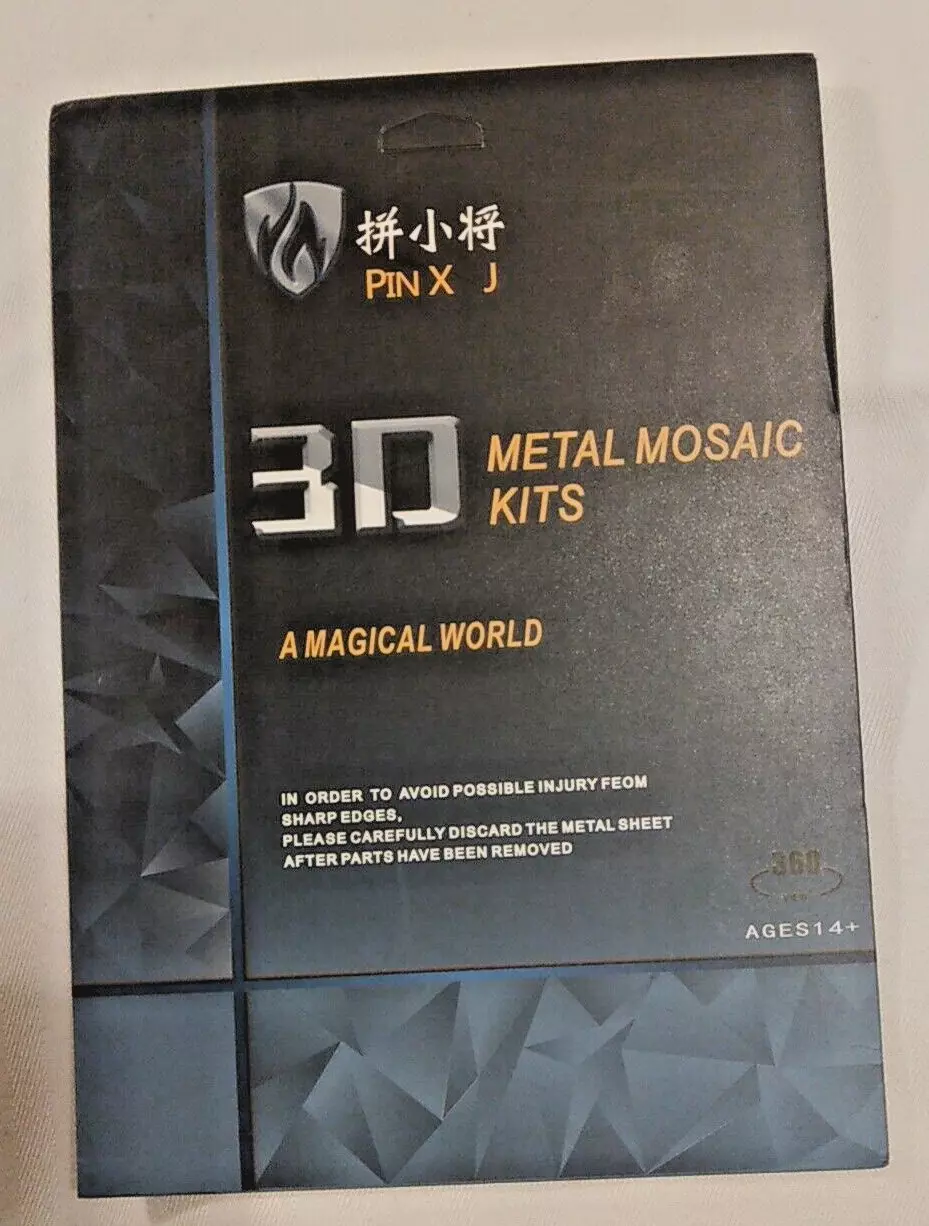 拼小将
PIN X J
3D
METAL MOSAIC
KITS
A MAGICAL WORLD
IN ORDER TO AVOID POSSIBLE INJURY FEOM
SHARP EDGES,
PLEASE CAREFULLY DISCARD THE METAL SHEET
AFTER PARTS HAVE BEEN REMOVED
360
AGES14+